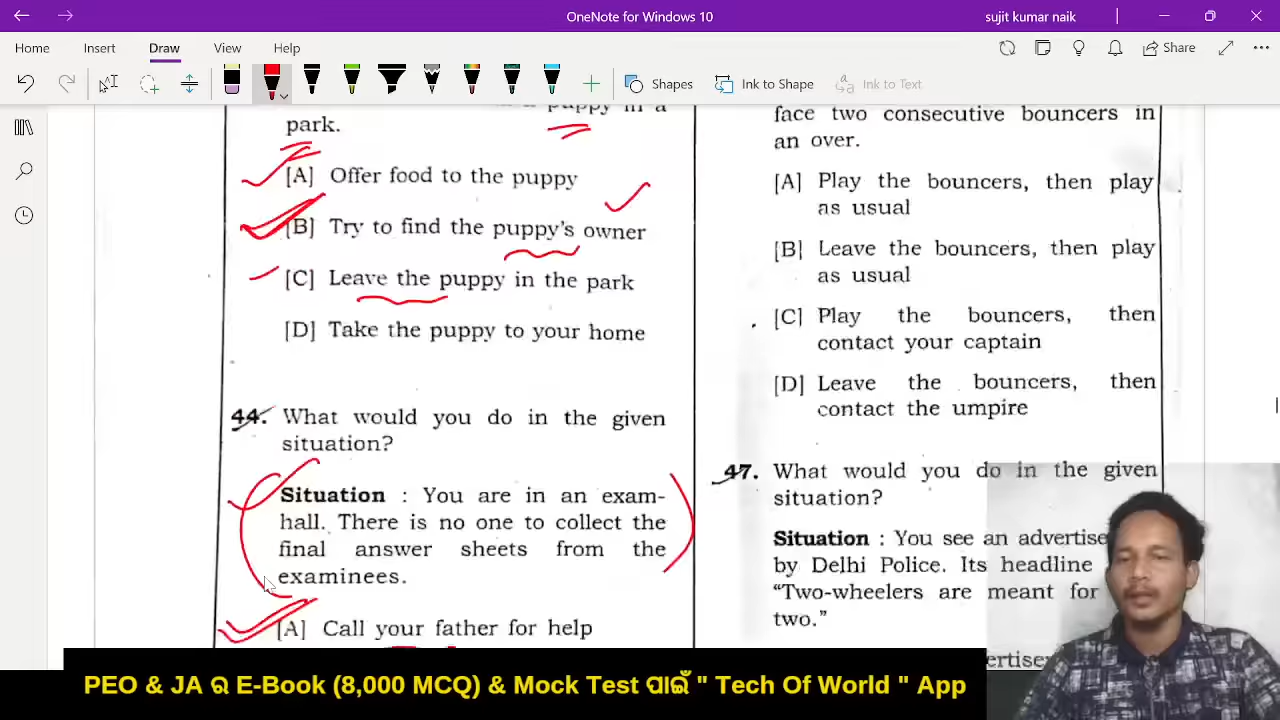 OneNote for Windows 10
sujit kumar naik
Home
Insert
Draw
View
Help
Share
Shapes
Ink to Shape
Ink to Text
puppy in a
park.
[A] Offer food to the puppy
[B] Try to find the puppy's owner
[C] Leave the puppy in the park
[D] Take the puppy to your home
44. What would you do in the given
situation?
Situation : You are in an exam-
hall. There is no one to collect the
final answer sheets from the
examinees.
[A] Call your father for help
face two consecutive bouncers in
an over.
[A] Play the bouncers, then play
as usual
[B] Leave the bouncers, then play
as usual
[C] Play the bouncers, then
contact your captain
[D] Leave the bouncers, then
contact the umpire
47. What would you do in the given
situation?
Situation : You see an advertise
by Delhi Police. Its headline
"Two-wheelers are meant for
two."
ertise
PEO & JA ର E-Book (8,000 MCQ) & Mock Test ପାଇଁ " Tech Of World " App